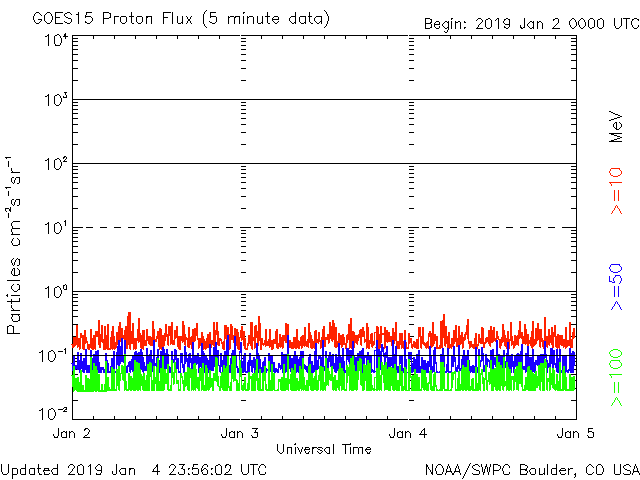 GOES15 Proton Flux (5 minute data)
Begin: 2019 Jan 2 0000 UTC
10⁴
10³
10²
10¹
10⁰
10⁻¹
10⁻²
Particles cm⁻²s⁻¹sr⁻¹
MeV
>=10
>=50
>=100
Jan 2
Jan 3
Jan 4
Jan 5
Universal Time
Updated 2019 Jan 4 23:56:02 UTC
NOAA/SWPC Boulder, CO USA